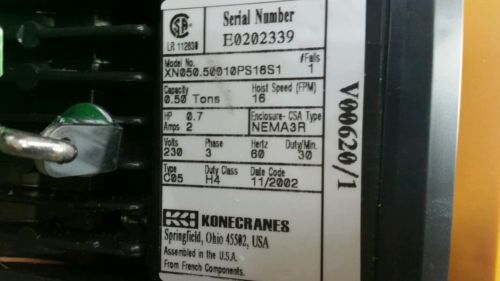 Serial Number
LR 112830 E0202339
Model No. #Falls
XN050.50010PS16S1 1
Capacity Hoist Speed (FPM)
0.50 Tons 16
HP 0.7 Enclosure- CSA Type
Amps 2 NEMA3R
Volts Phase Hertz Duty/Min.
230 3 60 30
Type Duty Class Date Code
C05 H4 11/2002
KONECRANES
Springfield, Ohio 45502, USA
Assembled in the U.S.A.
From French Components.
V00620/1